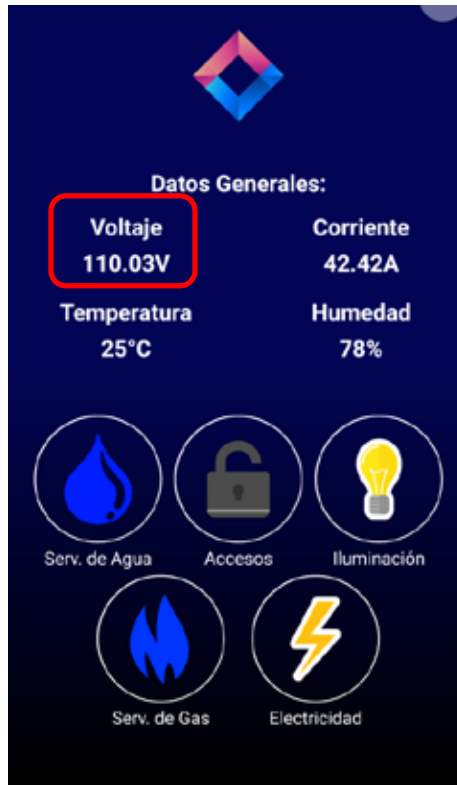 Datos Generales:
Voltaje Corriente
110.03V 42.42A
Temperatura Humedad
25°C 78%
Serv. de Agua Accesos Iluminación
Serv. de Gas Electricidad